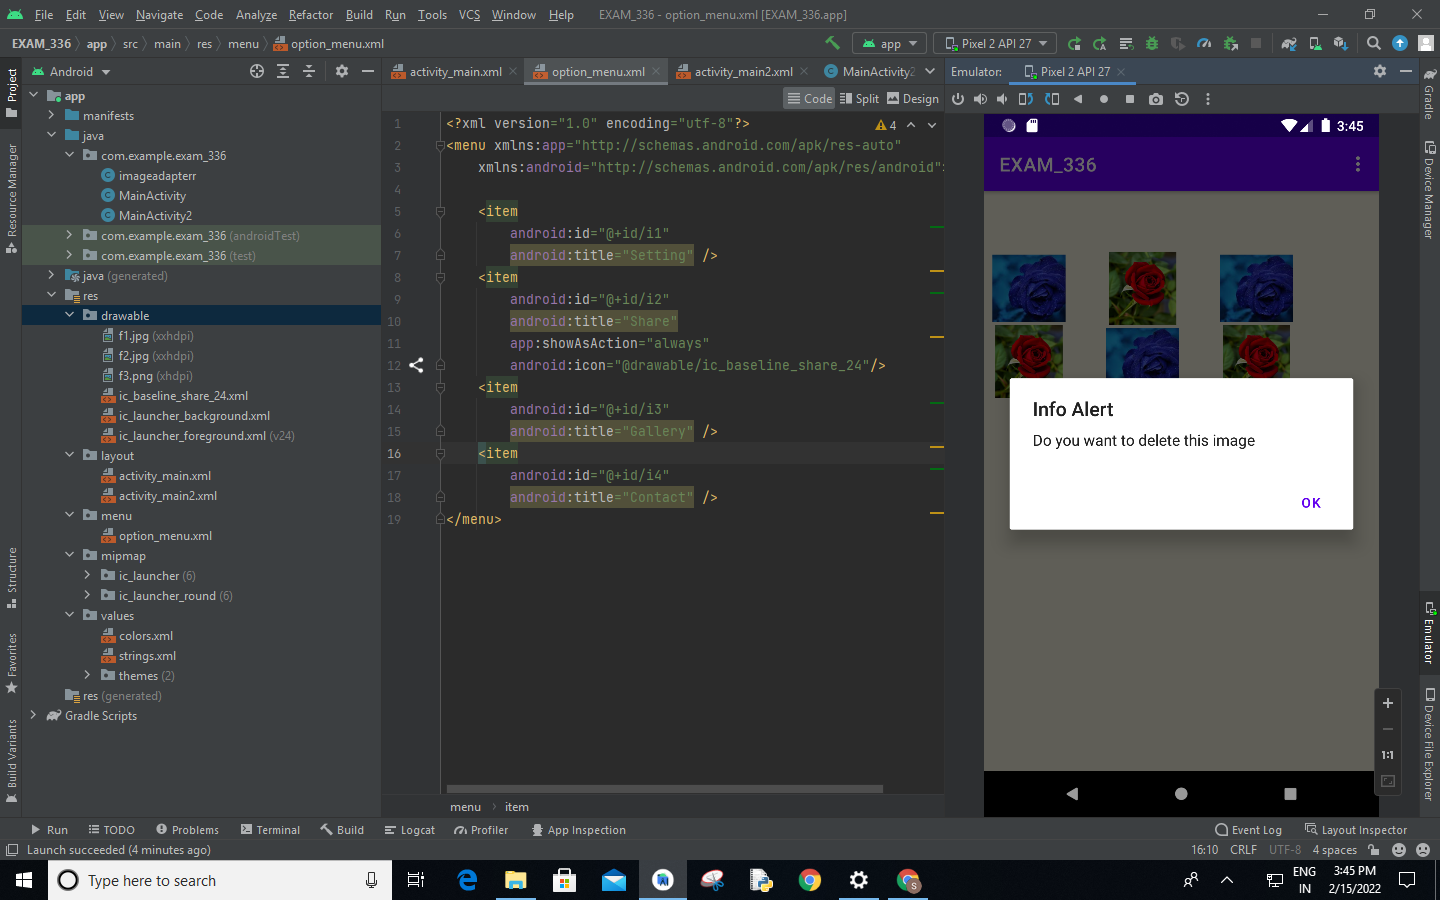 File Edit View Navigate Code Analyze Refactor Build Run Tools VCS Window Help EXAM_336 - option_menu.xml [EXAM_336.app]
EXAM_336 app src main res menu option_menu.xml app Pixel 2 API 27
Android activity_main.xml option_menu.xml activity_main2.xml MainActivity2 Emulator: Pixel 2 API 27
Code Split Design
Project
Resource Manager
Structure
Favorites
Build Variants
app
manifests
java
com.example.exam_336
imageadapterr
MainActivity
MainActivity2
com.example.exam_336 (androidTest)
com.example.exam_336 (test)
java (generated)
res
drawable
f1.jpg (xxhdpi)
f2.jpg (xxhdpi)
f3.png (xhdpi)
ic_baseline_share_24.xml
ic_launcher_background.xml
ic_launcher_foreground.xml (v24)
layout
activity_main.xml
activity_main2.xml
menu
option_menu.xml
mipmap
ic_launcher (6)
ic_launcher_round (6)
values
colors.xml
strings.xml
themes (2)
res (generated)
Gradle Scripts
4
1 <?xml version="1.0" encoding="utf-8"?>
2 <menu xmlns:app="http://schemas.android.com/apk/res-auto"
3 xmlns:android="http://schemas.android.com/apk/res/android">
4
5 <item
6 android:id="@+id/i1"
7 android:title="Setting" />
8 <item
9 android:id="@+id/i2"
10 android:title="Share"
11 app:showAsAction="always"
12 android:icon="@drawable/ic_baseline_share_24"/>
13 <item
14 android:id="@+id/i3"
15 android:title="Gallery" />
16 <item
17 android:id="@+id/i4"
18 android:title="Contact" />
19 </menu>
menu item
3:45
EXAM_336
Info Alert
Do you want to delete this image
OK
1:1
Gradle
Device Manager
Emulator
Device File Explorer
Run TODO Problems Terminal Build Logcat Profiler App Inspection Event Log Layout Inspector
Launch succeeded (4 minutes ago) 16:10 CRLF UTF-8 4 spaces
Type here to search
S
ENG
IN
3:45 PM
2/15/2022